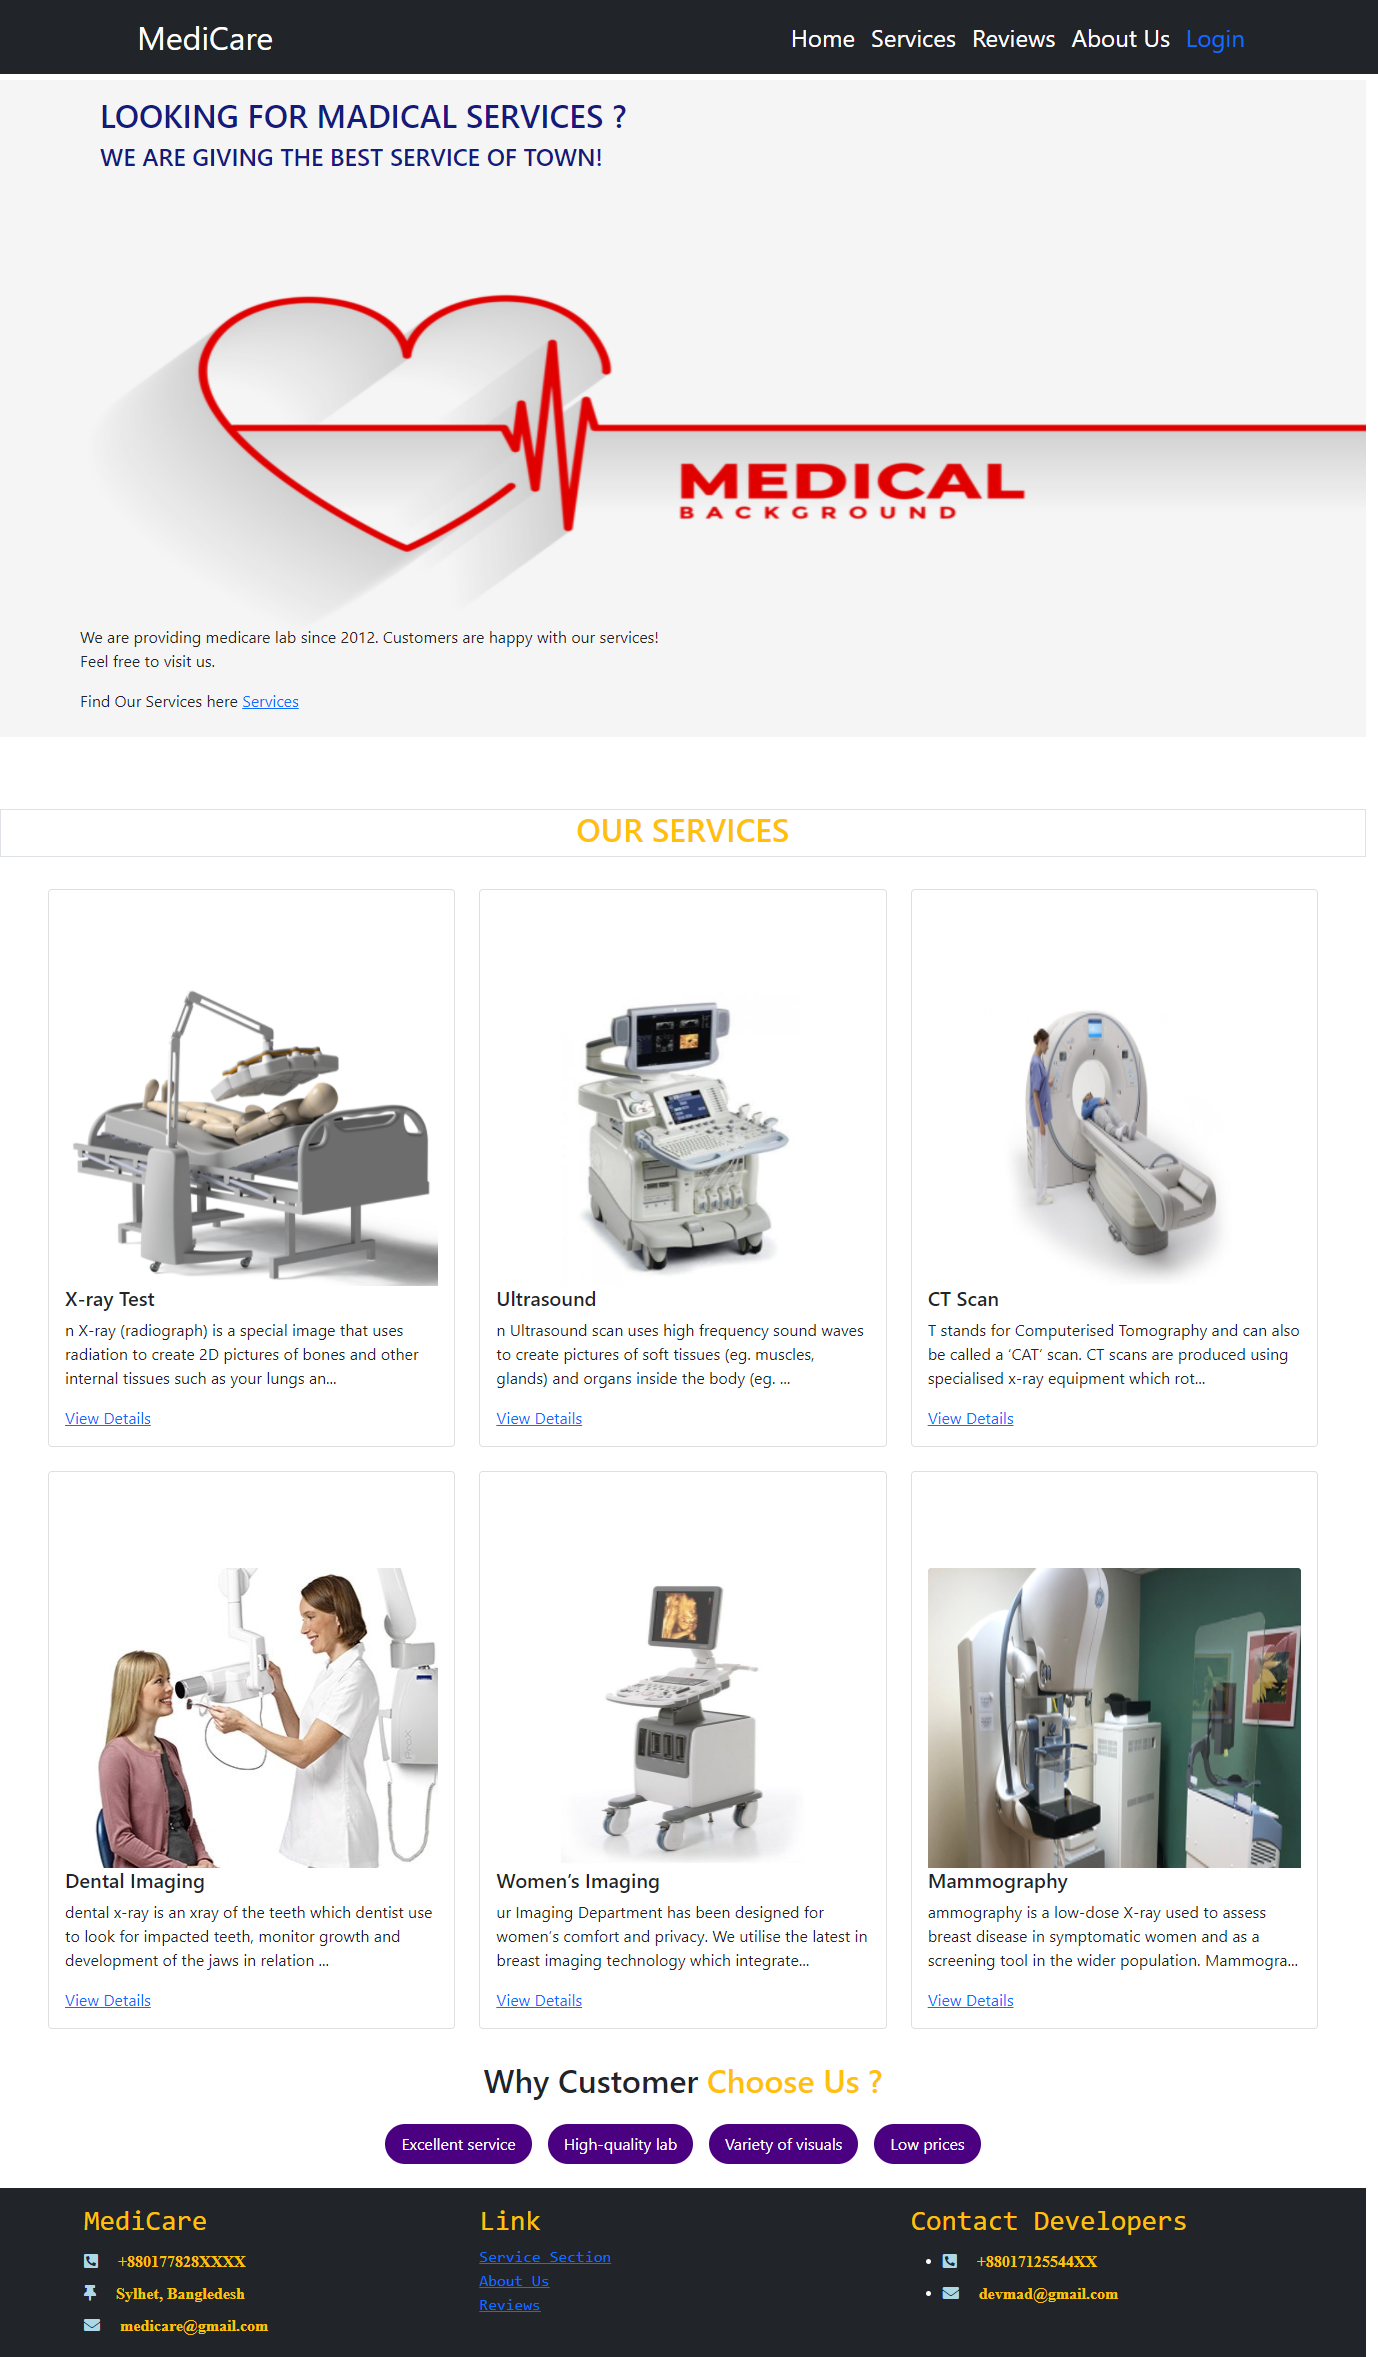 MediCare
Home Services Reviews About Us Login
LOOKING FOR MADICAL SERVICES ?
WE ARE GIVING THE BEST SERVICE OF TOWN!
MEDICAL
BACKGROUND
We are providing medicare lab since 2012. Customers are happy with our services!
Feel free to visit us.
Find Our Services here Services
OUR SERVICES
X-ray Test
n X-ray (radiograph) is a special image that uses
radiation to create 2D pictures of bones and other
internal tissues such as your lungs an...
View Details
Ultrasound
n Ultrasound scan uses high frequency sound waves
to create pictures of soft tissues (eg. muscles,
glands) and organs inside the body (eg. ...
View Details
CT Scan
T stands for Computerised Tomography and can also
be called a ‘CAT’ scan. CT scans are produced using
specialised x-ray equipment which rot...
View Details
Dental Imaging
dental x-ray is an xray of the teeth which dentist use
to look for impacted teeth, monitor growth and
development of the jaws in relation ...
View Details
Women’s Imaging
ur Imaging Department has been designed for
women’s comfort and privacy. We utilise the latest in
breast imaging technology which integrate...
View Details
Mammography
ammography is a low-dose X-ray used to assess
breast disease in symptomatic women and as a
screening tool in the wider population. Mammogra...
View Details
Why Customer Choose Us ?
Excellent service
High-quality lab
Variety of visuals
Low prices
MediCare
+880177828XXXX
Sylhet, Bangledesh
medicare@gmail.com
Link
Service Section
About Us
Reviews
Contact Developers
+88017125544XX
devmad@gmail.com